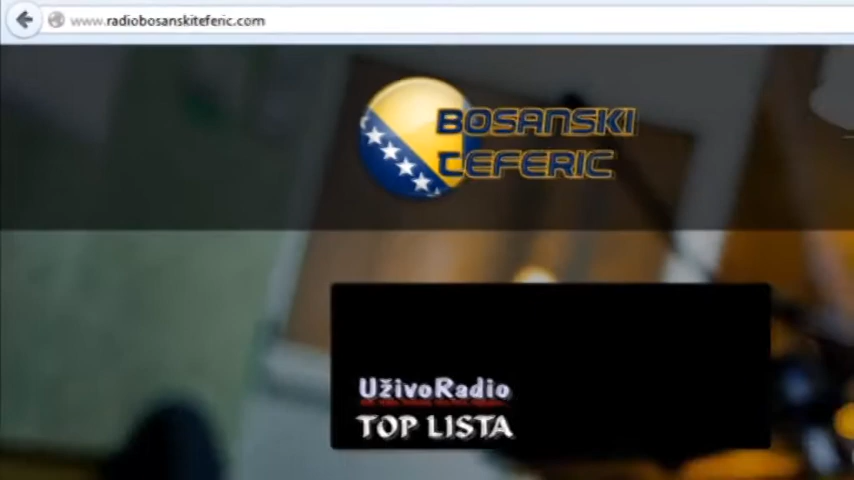 www.radiobosanskiteferic.com
BOSANSKI
TEFERIC
UživoRadio
TOP LISTA